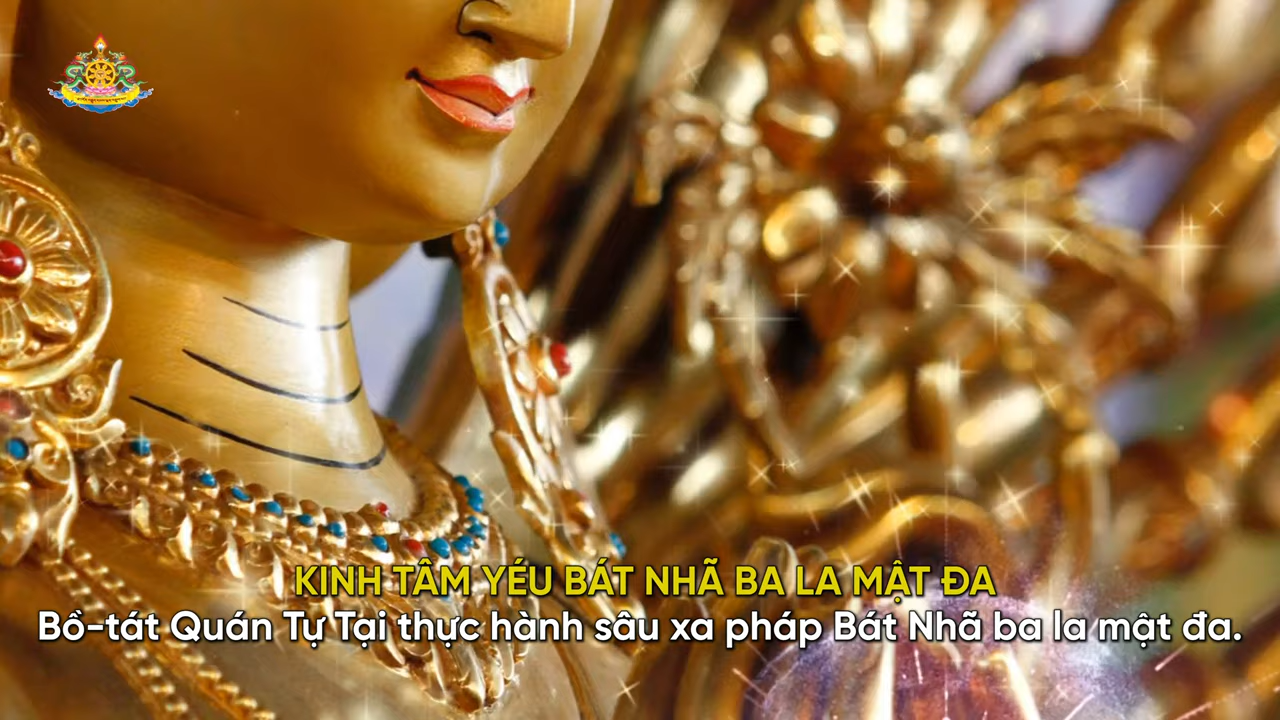 KINH TÂM YÉU BÁT NHÃ BA LA MẬT ĐA
Bồ-tát Quán Tự Tại thực hành sâu xa pháp Bát Nhã ba la mật đa.